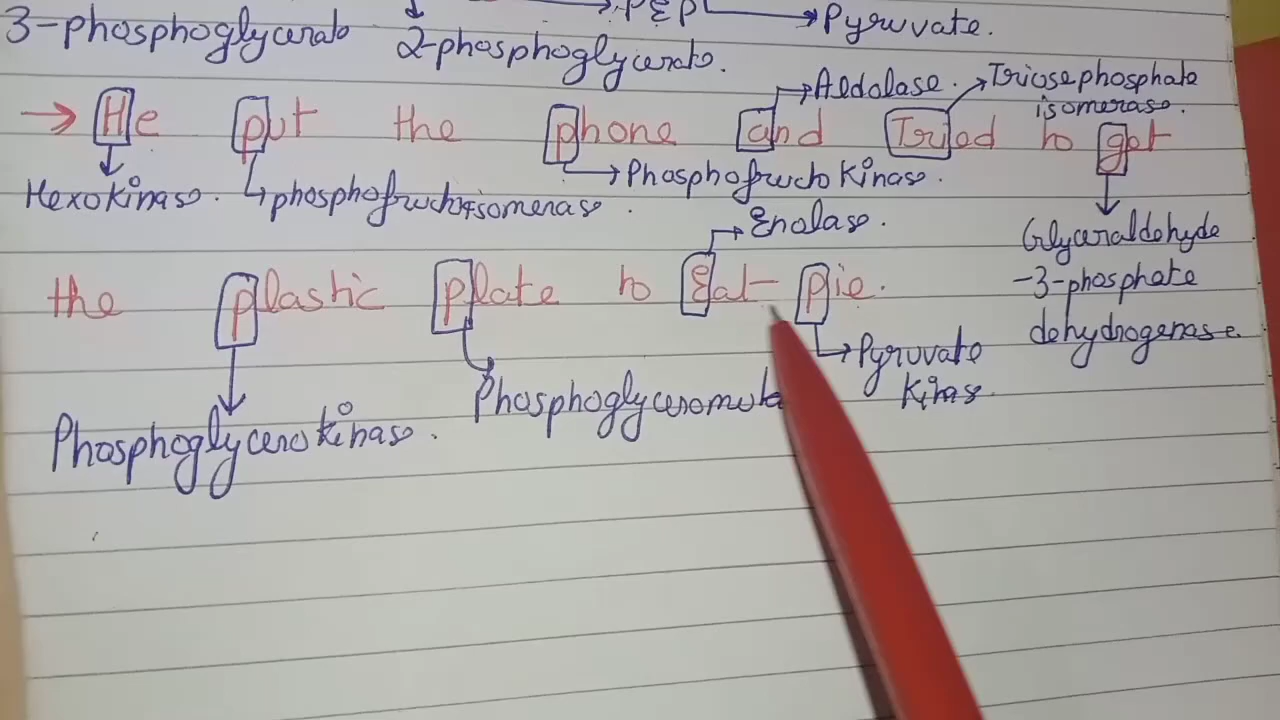 → PEP → Pyruvate.
3-phosphoglycerate 2-phosphoglycerate.
→ Aldolase. → Triosephosphate
isomerase.
→ He put the phone and Tried to get
→ Phosphofructokinase.
Hexokinase. → phosphofructoisomerase.
→ Enolase.
Glyceraldehyde
-3-phosphate
dehydrogenase.
the plastic plate to Eat pie.
→ Pyruvate
Kinase.
Phosphoglyceromuta
Phosphoglycerokinase.